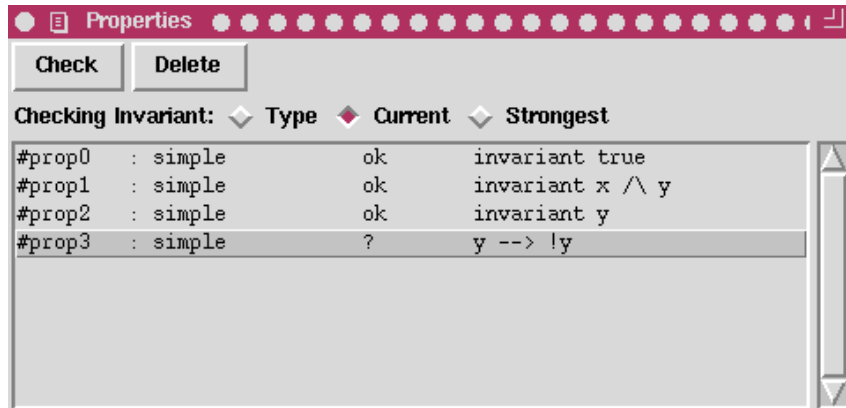 Properties
Check Delete
Checking Invariant: Type Current Strongest
#prop0 : simple ok invariant true
#prop1 : simple ok invariant x /\ y
#prop2 : simple ok invariant y
#prop3 : simple ? y --> !y